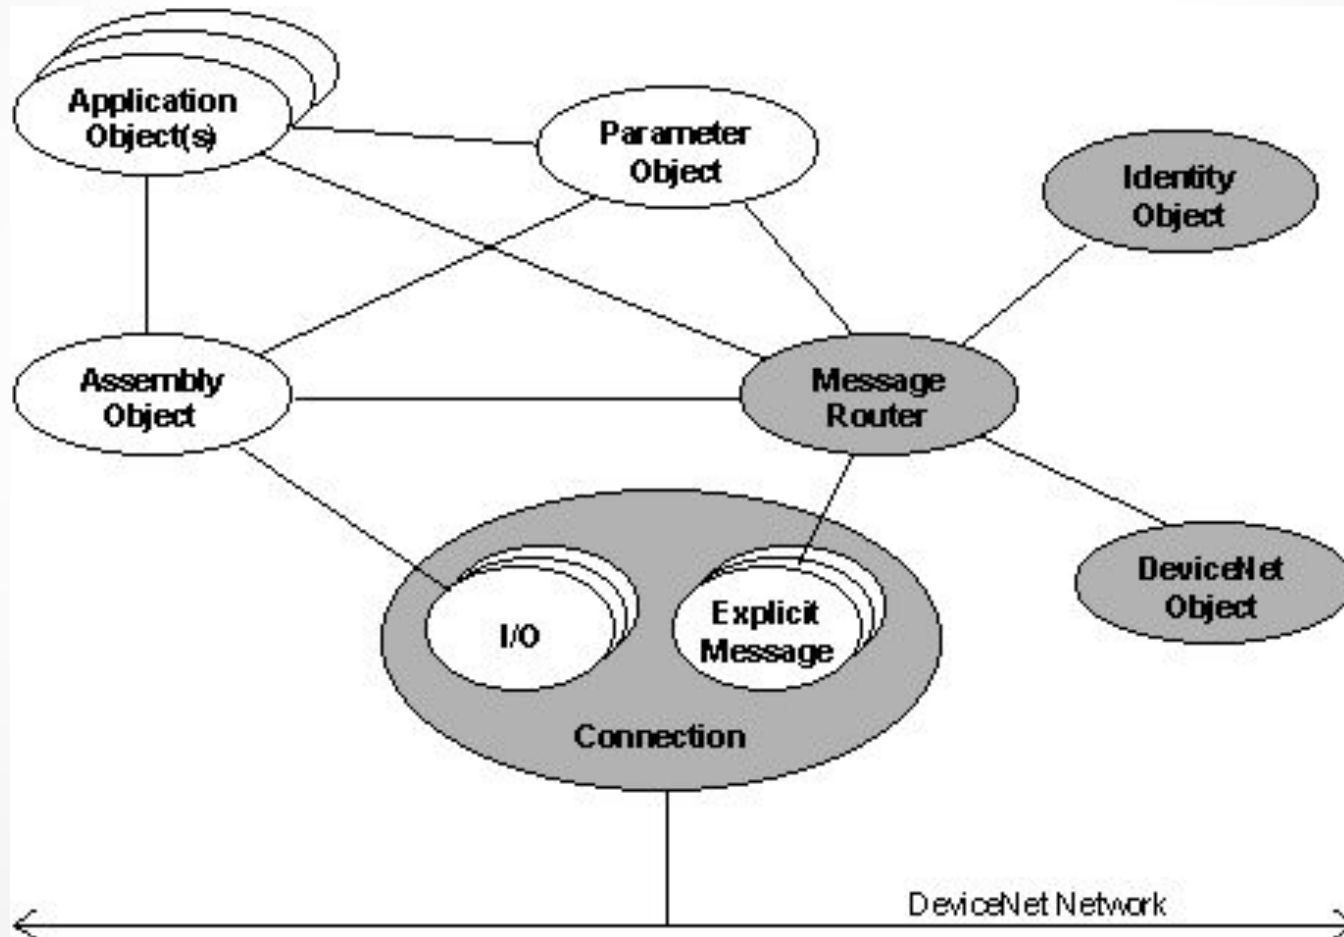 Application
Object(s)
Parameter
Object
Identity
Object
Assembly
Object
Message
Router
DeviceNet
Object
I/O
Explicit
Message
Connection
DeviceNet Network